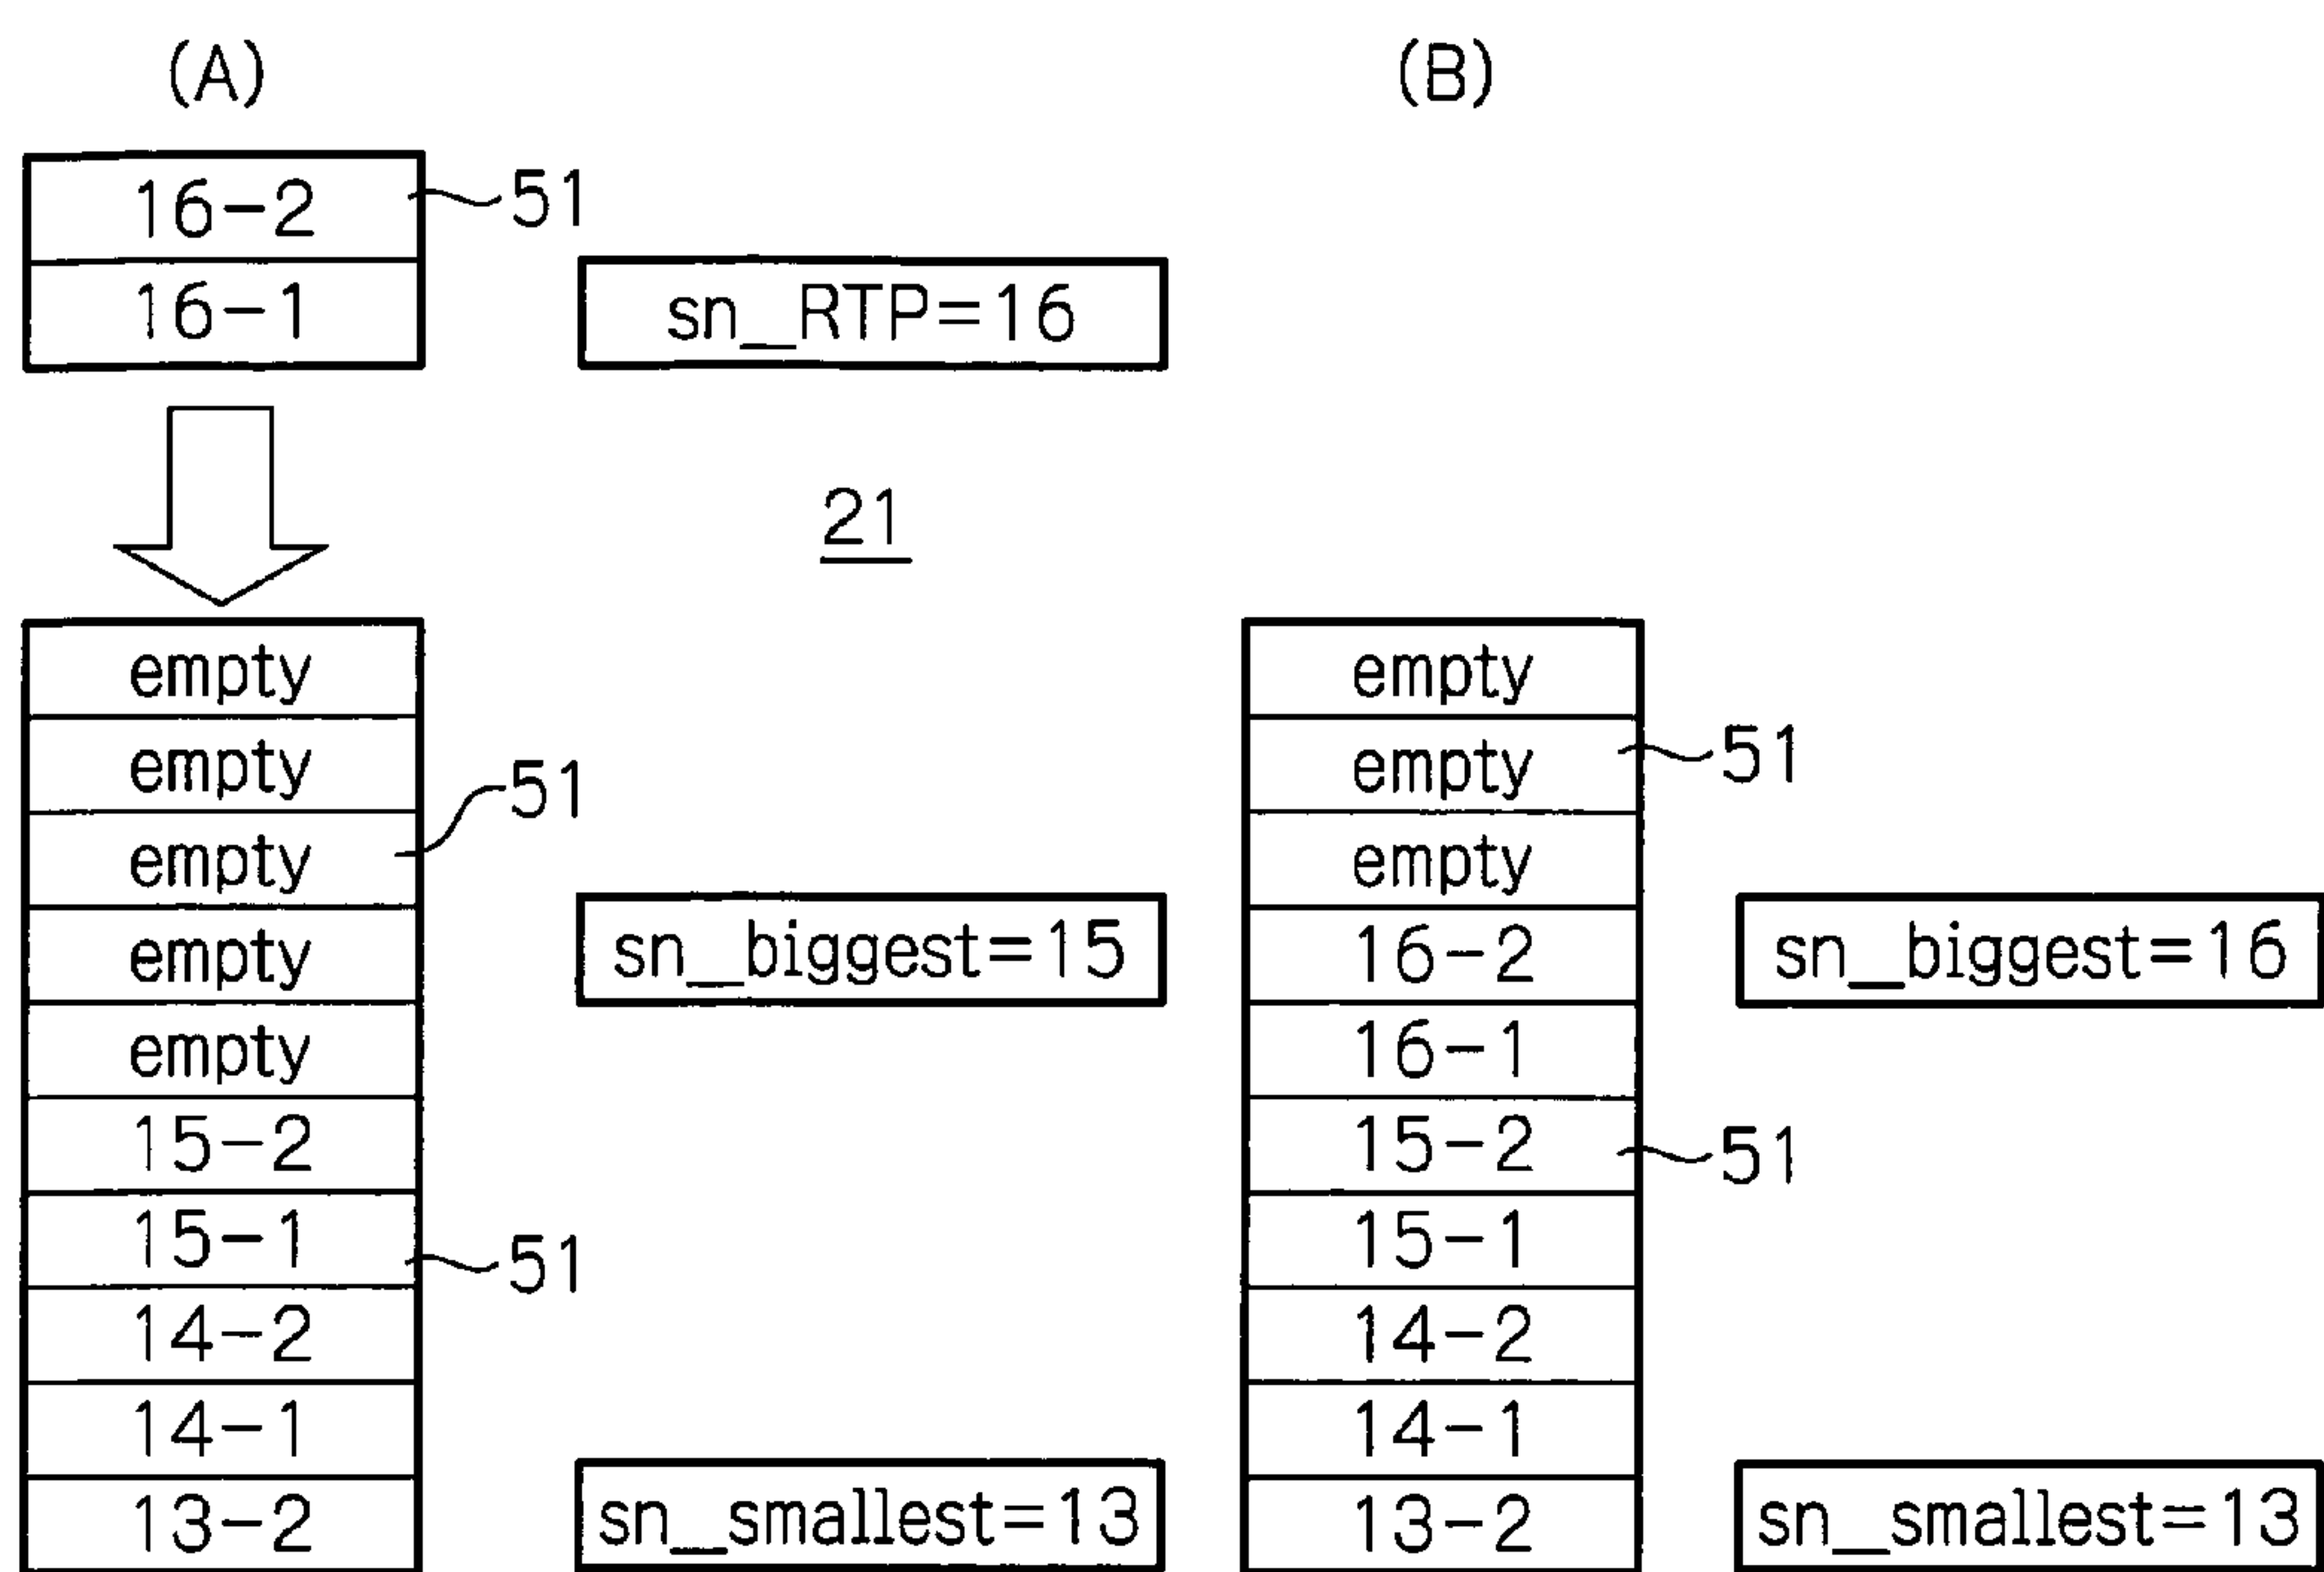 (A)
(B)
16-2
51
16-1
sn_RTP=16
21
empty
empty
empty
51
empty
51
empty
empty
empty
sn_biggest=15
16-2
sn_biggest=16
empty
16-1
15-2
15-2
51
15-1
51
15-1
14-2
14-2
14-1
14-1
13-2
sn_smallest=13
13-2
sn_smallest=13